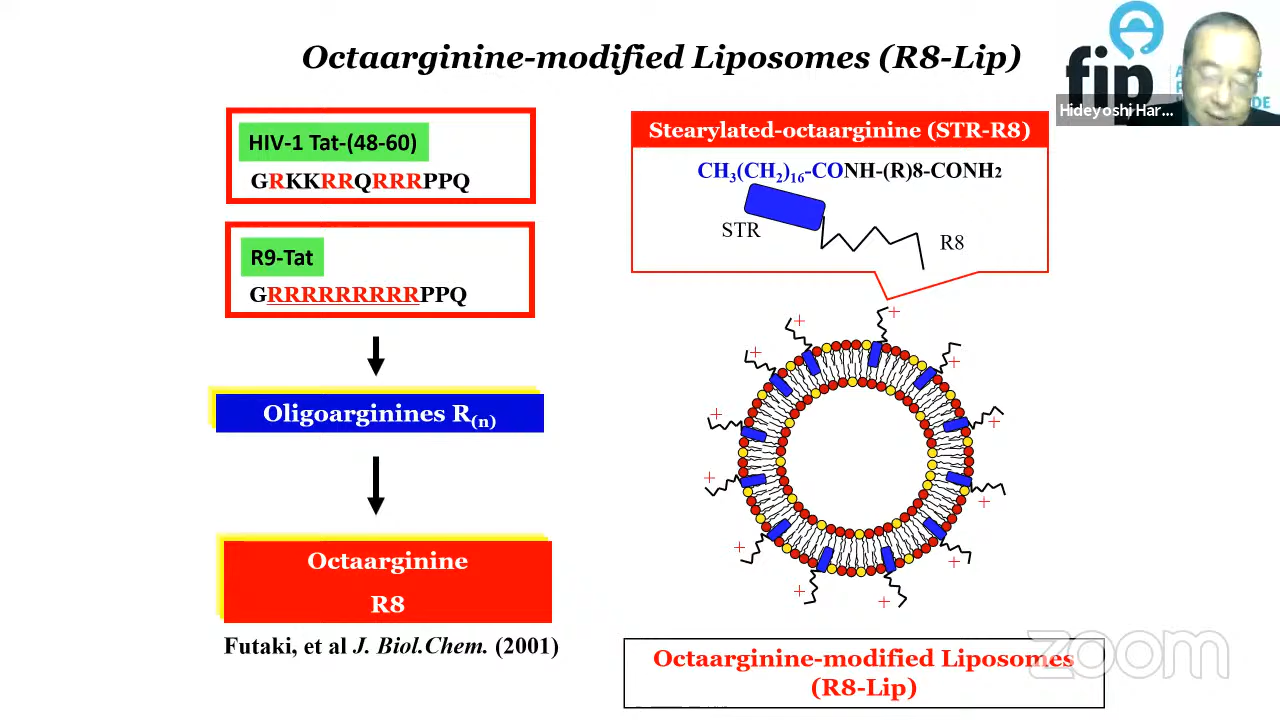 Octaarginine-modified Liposomes (R8-Lip)
fip
Hideyoshi Har...
HIV-1 Tat-(48-60)
GRKKRRQRRRPPQ
R9-Tat
GRRRRRRRRRPPQ
Oligoarginines R(n)
Octaarginine
R8
Futaki, et al J. Biol.Chem. (2001)
Stearylated-octaarginine (STR-R8)
CH3(CH2)16-CONH-(R)8-CONH2
STR
R8
+
+
+
+
+
+
+
+
+
+
+
+
Octaarginine-modified Liposomes
(R8-Lip)
zoom